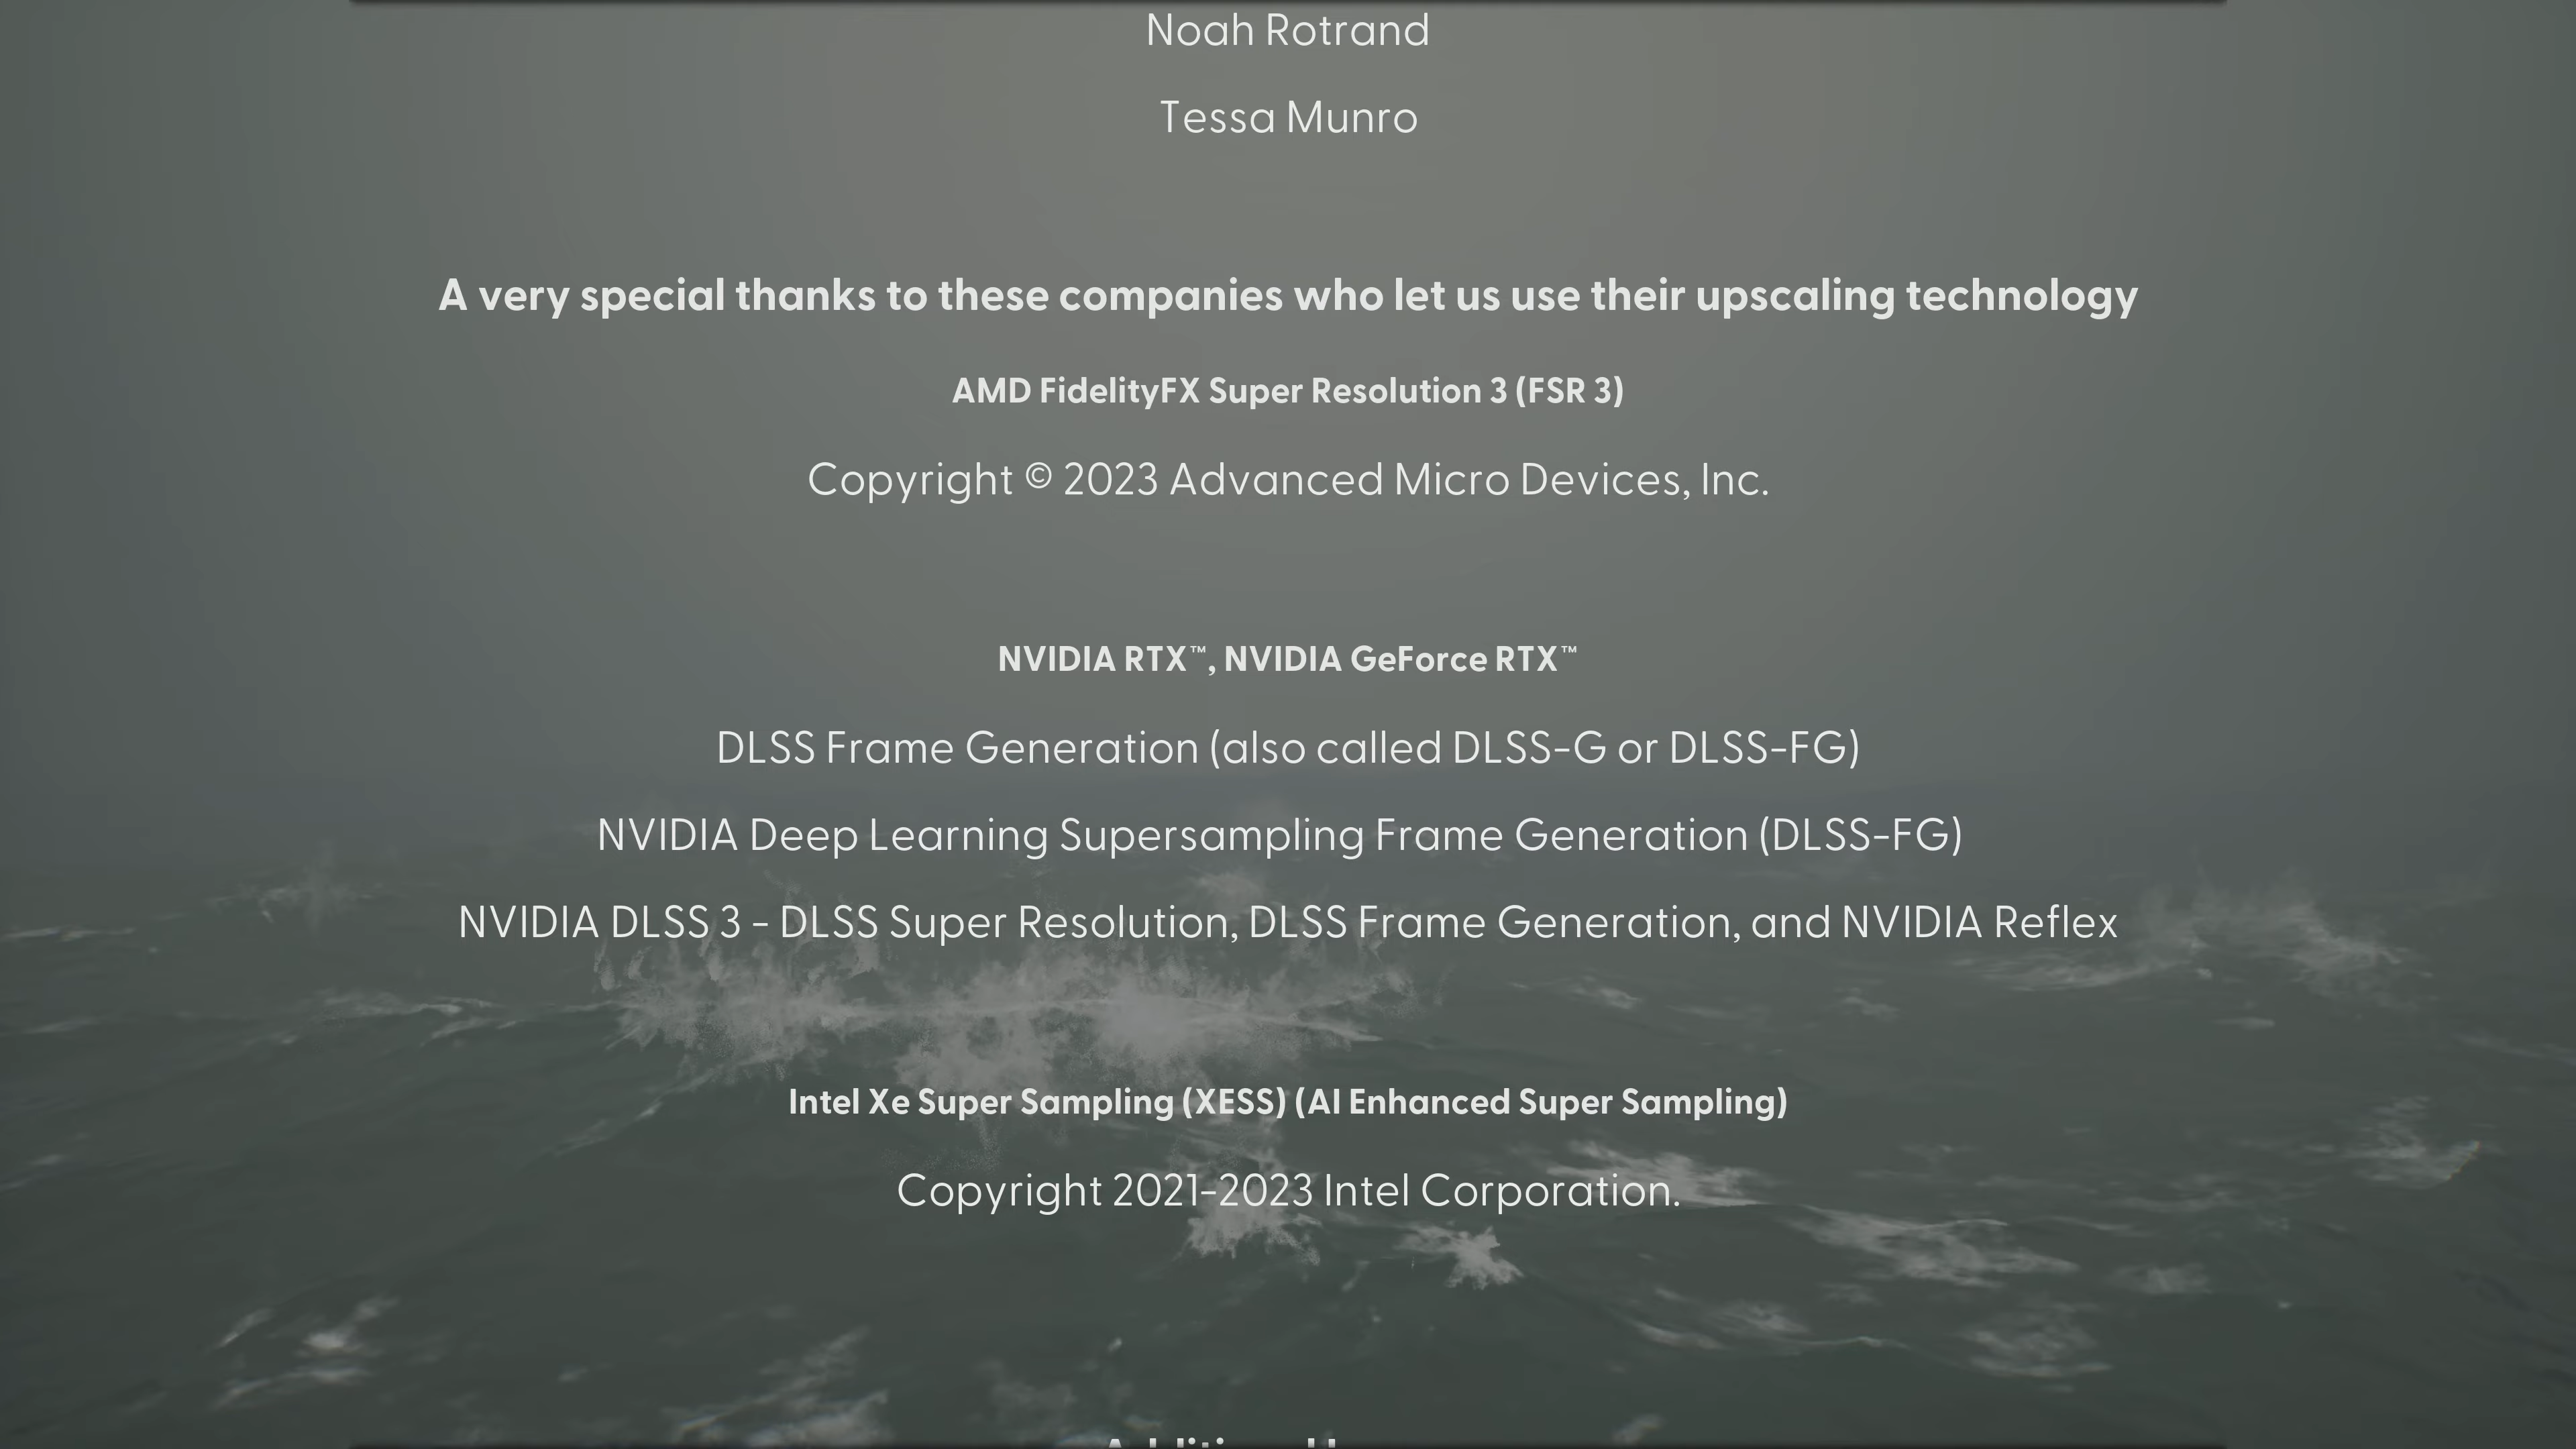 Noah Rotrand
Tessa Munro
A very special thanks to these companies who let us use their upscaling technology
AMD FidelityFX Super Resolution 3 (FSR 3)
Copyright © 2023 Advanced Micro Devices, Inc.
NVIDIA RTX™, NVIDIA GeForce RTX™
DLSS Frame Generation (also called DLSS-G or DLSS-FG)
NVIDIA Deep Learning Supersampling Frame Generation (DLSS-FG)
NVIDIA DLSS 3 - DLSS Super Resolution, DLSS Frame Generation, and NVIDIA Reflex
Intel Xe Super Sampling (XESS) (AI Enhanced Super Sampling)
Copyright 2021-2023 Intel Corporation.